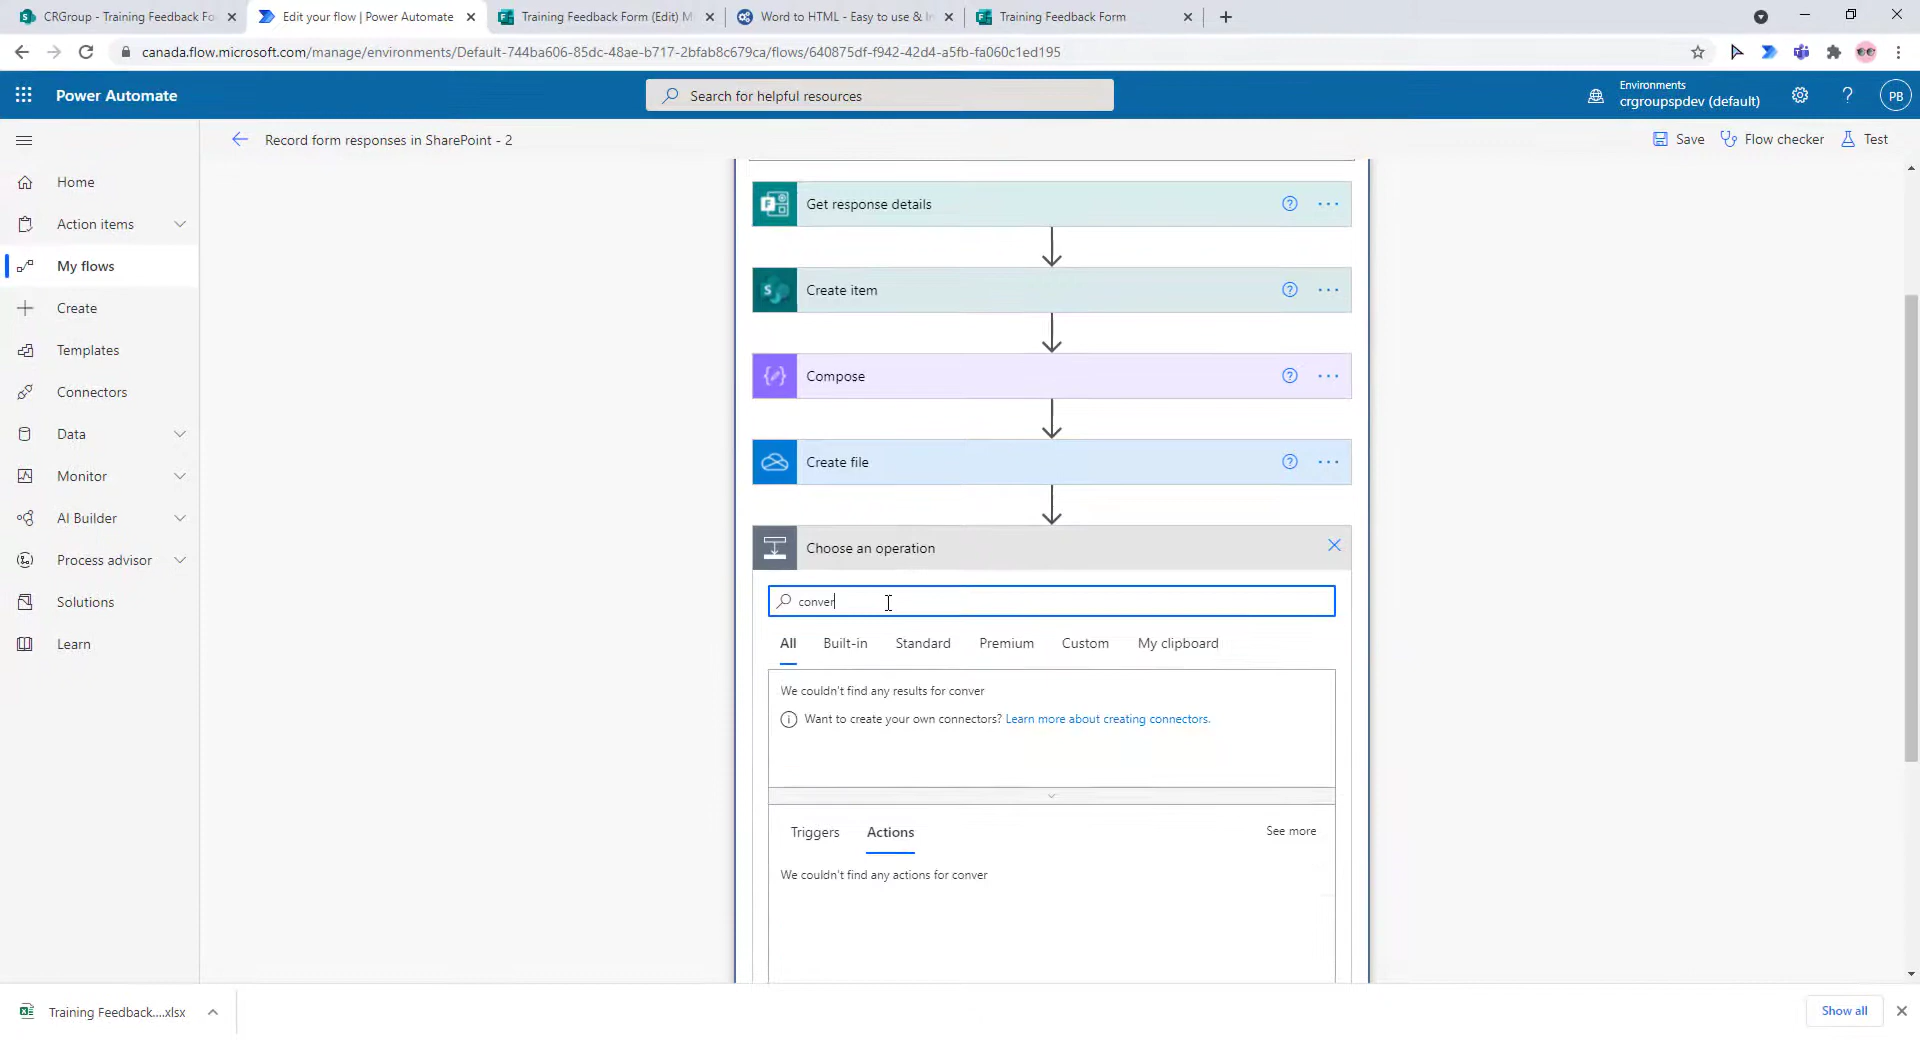 CRGroup - Training Feedback Fo
Edit your flow | Power Automate
Training Feedback Form (Edit) M
Word to HTML - Easy to use & In
Training Feedback Form
canada.flow.microsoft.com/manage/environments/Default-744ba606-85dc-48ae-b717-2bfab8c679ca/flows/640875df-f942-42d4-a5fb-fa060c1ed195
Power Automate
Search for helpful resources
Environments
crgroupspdev (default)
PB
Record form responses in SharePoint - 2
Save
Flow checker
Test
Home
Action items
My flows
Create
Templates
Connectors
Data
Monitor
AI Builder
Process advisor
Solutions
Learn
Get response details
Create item
Compose
Create file
Choose an operation
conver
All
Built-in
Standard
Premium
Custom
My clipboard
We couldn't find any results for conver
Want to create your own connectors? Learn more about creating connectors.
Triggers
Actions
See more
We couldn't find any actions for conver
Training Feedback....xlsx
Show all